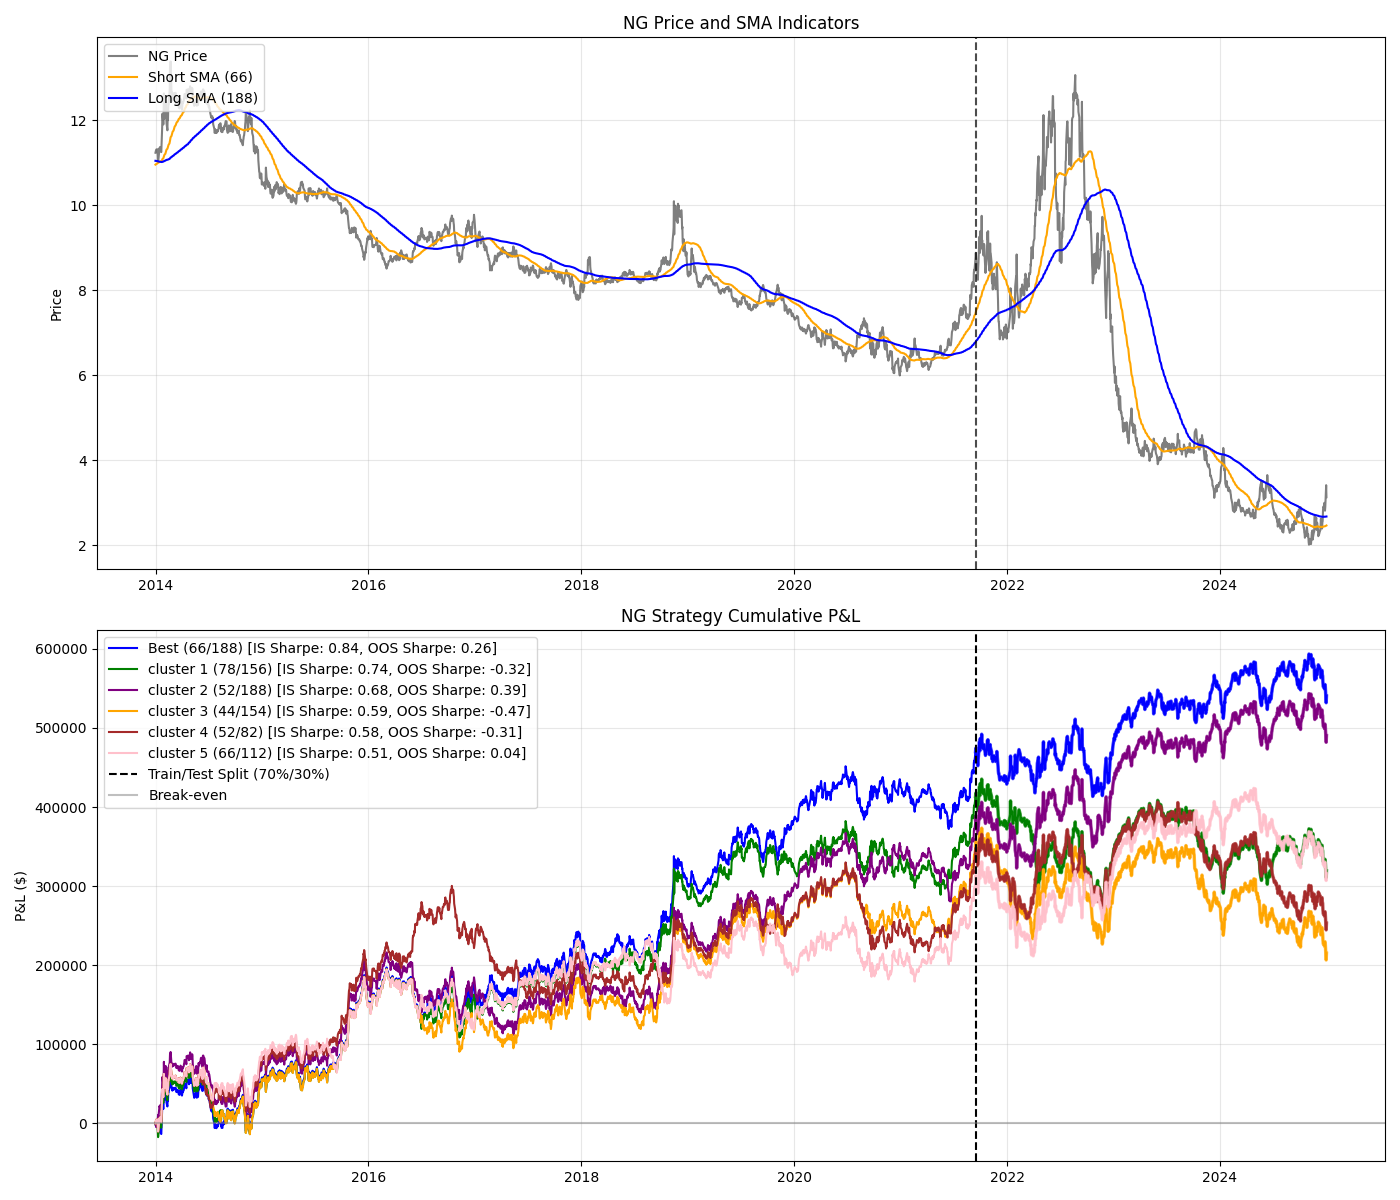 NG Price and SMA Indicators
NG Price
Short SMA (66)
Long SMA (188)
Price
12
10
8
6
4
2
2014 2016 2018 2020 2022 2024
NG Strategy Cumulative P&L
Best (66/188) [IS Sharpe: 0.84, OOS Sharpe: 0.26]
cluster 1 (78/156) [IS Sharpe: 0.74, OOS Sharpe: -0.32]
cluster 2 (52/188) [IS Sharpe: 0.68, OOS Sharpe: 0.39]
cluster 3 (44/154) [IS Sharpe: 0.59, OOS Sharpe: -0.47]
cluster 4 (52/82) [IS Sharpe: 0.58, OOS Sharpe: -0.31]
cluster 5 (66/112) [IS Sharpe: 0.51, OOS Sharpe: 0.04]
Train/Test Split (70%/30%)
Break-even
P&L ($)
600000
500000
400000
300000
200000
100000
0
2014 2016 2018 2020 2022 2024